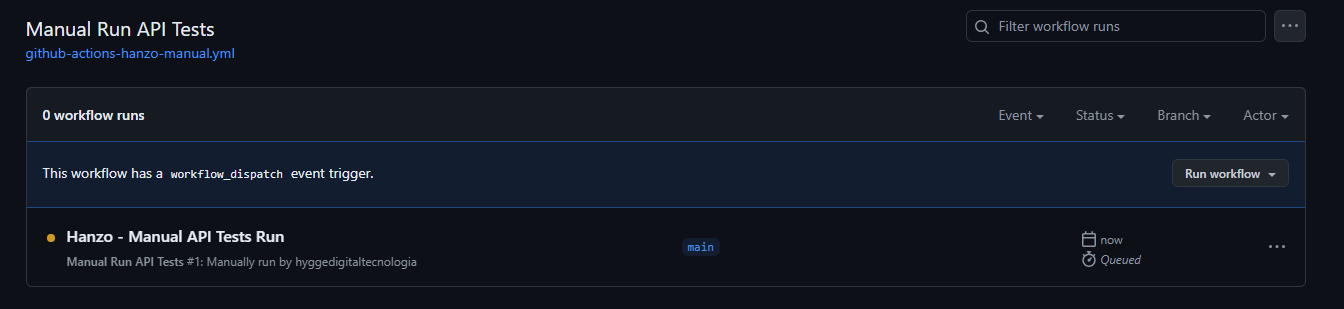 Manual Run API Tests
Filter workflow runs
github-actions-hanzo-manual.yml
0 workflow runs
Event
Status
Branch
Actor
This workflow has a workflow_dispatch event trigger.
Run workflow
Hanzo - Manual API Tests Run
main
now
Manual Run API Tests #1: Manually run by hyggedigitaltecnologia
Queued